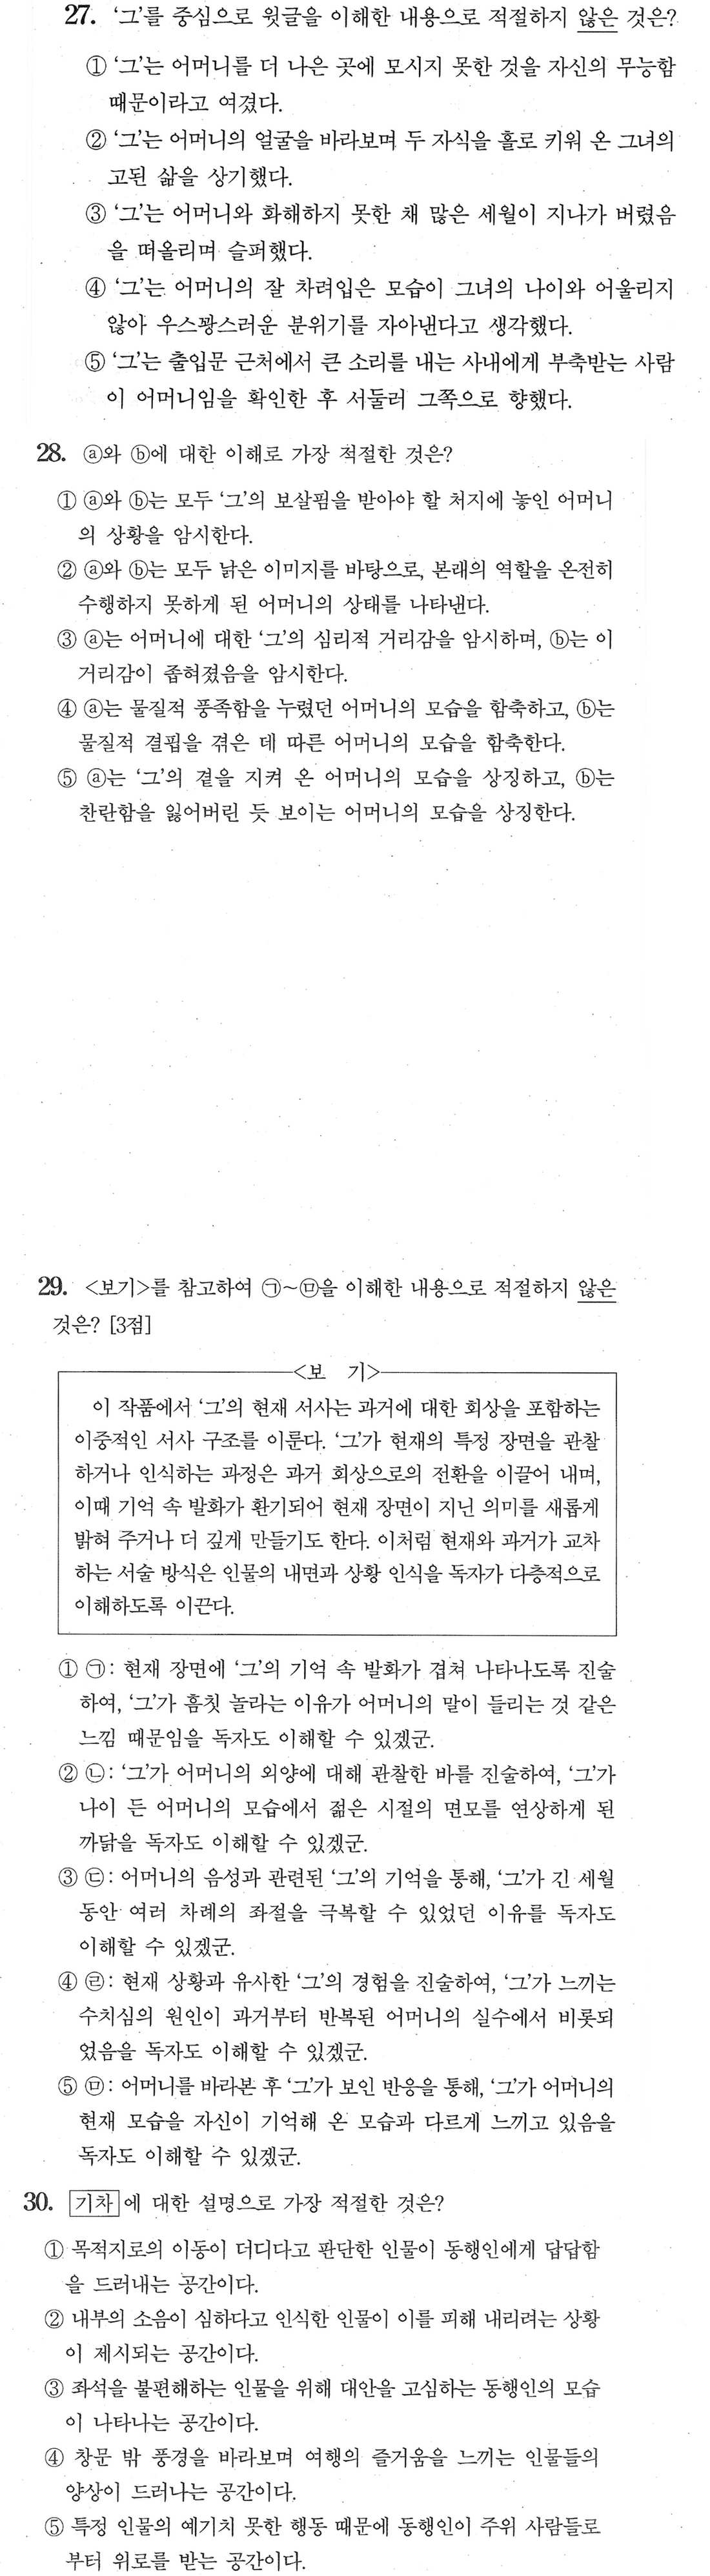 27. ‘그’를 중심으로 윗글을 이해한 내용으로 적절하지 않은 것은?
① ‘그’는 어머니를 더 나은 곳에 모시지 못한 것을 자신의 무능함
때문이라고 여겼다.
② ‘그’는 어머니의 얼굴을 바라보며 두 자식을 홀로 키워 온 그녀의
고된 삶을 상기했다.
③ ‘그’는 어머니와 화해하지 못한 채 많은 세월이 지나가 버렸음
을 떠올리며 슬퍼했다.
④ ‘그’는 어머니의 잘 차려입은 모습이 그녀의 나이와 어울리지
않아 우스꽝스러운 분위기를 자아낸다고 생각했다.
⑤ ‘그’는 출입문 근처에서 큰 소리를 내는 사내에게 부축받는 사람
이 어머니임을 확인한 후 서둘러 그쪽으로 향했다.
28. ⓐ와 ⓑ에 대한 이해로 가장 적절한 것은?
① ⓐ와 ⓑ는 모두 ‘그’의 보살핌을 받아야 할 처지에 놓인 어머니
의 상황을 암시한다.
② ⓐ와 ⓑ는 모두 낡은 이미지를 바탕으로, 본래의 역할을 온전히
수행하지 못하게 된 어머니의 상태를 나타낸다.
③ ⓐ는 어머니에 대한 ‘그’의 심리적 거리감을 암시하며, ⓑ는 이
거리감이 좁혀졌음을 암시한다.
④ ⓐ는 물질적 풍족함을 누렸던 어머니의 모습을 함축하고, ⓑ는
물질적 결핍을 겪은 데 따른 어머니의 모습을 함축한다.
⑤ ⓐ는 ‘그’의 곁을 지켜 온 어머니의 모습을 상징하고, ⓑ는
찬란함을 잃어버린 듯 보이는 어머니의 모습을 상징한다.
29. <보기>를 참고하여 ㉠~㉤을 이해한 내용으로 적절하지 않은
것은? [3점]
<보 기>
이 작품에서 ‘그’의 현재 서사는 과거에 대한 회상을 포함하는
이중적인 서사 구조를 이룬다. ‘그’가 현재의 특정 장면을 관찰
하거나 인식하는 과정은 과거 회상으로의 전환을 이끌어 내며,
이때 기억 속 발화가 환기되어 현재 장면이 지닌 의미를 새롭게
밝혀 주거나 더 깊게 만들기도 한다. 이처럼 현재와 과거가 교차
하는 서술 방식은 인물의 내면과 상황 인식을 독자가 다층적으로
이해하도록 이끈다.
① ㉠: 현재 장면에 ‘그’의 기억 속 발화가 겹쳐 나타나도록 진술
하여, ‘그’가 흠칫 놀라는 이유가 어머니의 말이 들리는 것 같은
느낌 때문임을 독자도 이해할 수 있겠군.
② ㉡: ‘그’가 어머니의 외양에 대해 관찰한 바를 진술하여, ‘그’가
나이 든 어머니의 모습에서 젊은 시절의 면모를 연상하게 된
까닭을 독자도 이해할 수 있겠군.
③ ㉢: 어머니의 음성과 관련된 ‘그’의 기억을 통해, ‘그’가 긴 세월
동안 여러 차례의 좌절을 극복할 수 있었던 이유를 독자도
이해할 수 있겠군.
④ ㉣: 현재 상황과 유사한 ‘그’의 경험을 진술하여, ‘그’가 느끼는
수치심의 원인이 과거부터 반복된 어머니의 실수에서 비롯되
었음을 독자도 이해할 수 있겠군.
⑤ ㉤: 어머니를 바라본 후 ‘그’가 보인 반응을 통해, ‘그’가 어머니의
현재 모습을 자신이 기억해 온 모습과 다르게 느끼고 있음을
독자도 이해할 수 있겠군.
30. 기차에 대한 설명으로 가장 적절한 것은?
① 목적지로의 이동이 더디다고 판단한 인물이 동행인에게 답답함
을 드러내는 공간이다.
② 내부의 소음이 심하다고 인식한 인물이 이를 피해 내리려는 상황
이 제시되는 공간이다.
③ 좌석을 불편해하는 인물을 위해 대안을 고심하는 동행인의 모습
이 나타나는 공간이다.
④ 창문 밖 풍경을 바라보며 여행의 즐거움을 느끼는 인물들의
양상이 드러나는 공간이다.
⑤ 특정 인물의 예기치 못한 행동 때문에 동행인이 주위 사람들로
부터 위로를 받는 공간이다.